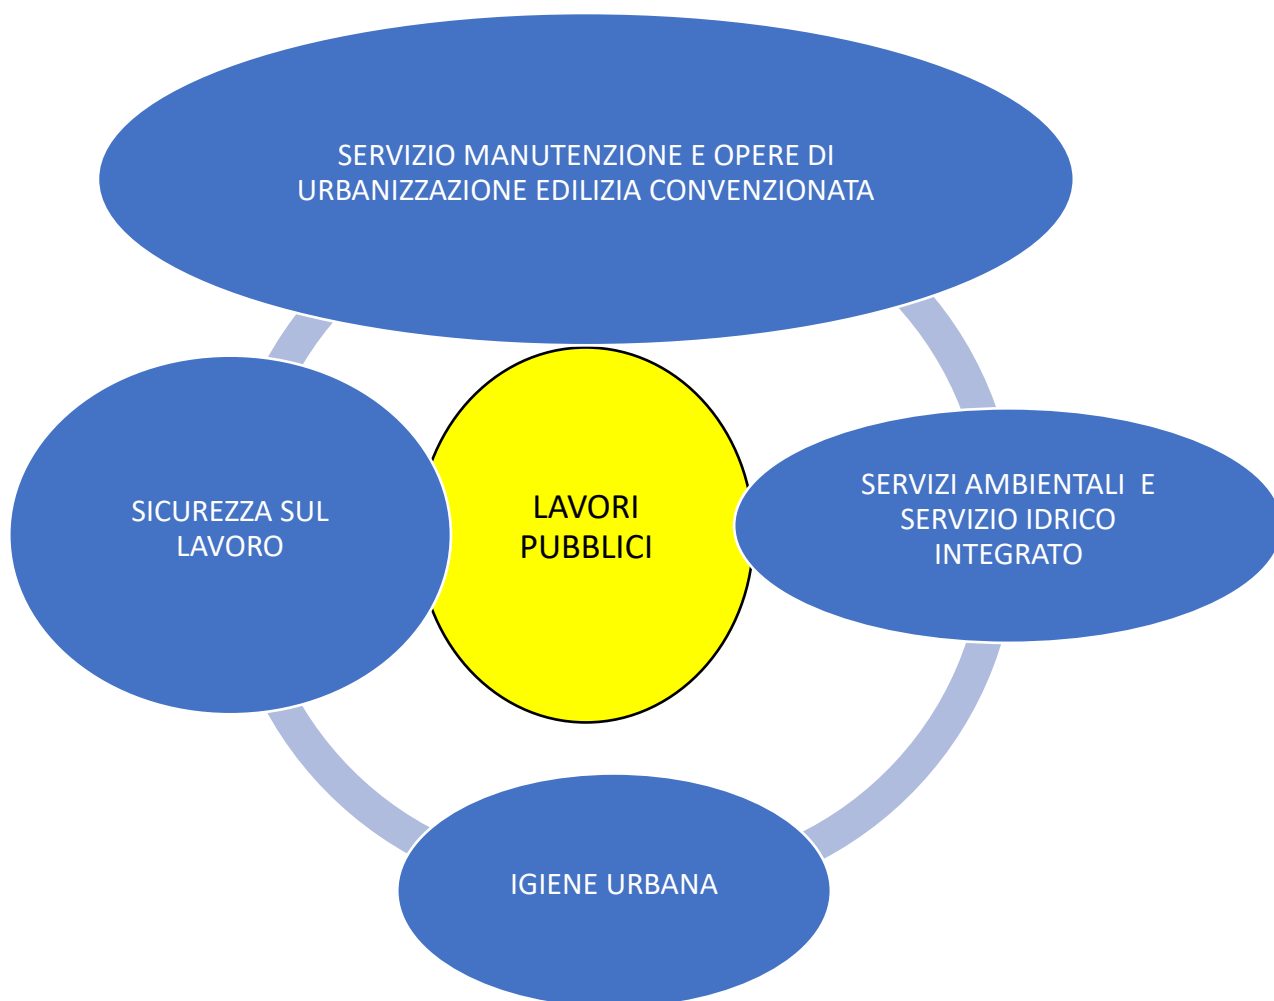 SERVIZIO MANUTENZIONE E OPERE DI
URBANIZZAZIONE EDILIZIA CONVENZIONATA
SICUREZZA SUL
LAVORO
LAVORI
PUBBLICI
SERVIZI AMBIENTALI  E
SERVIZIO IDRICO
INTEGRATO
IGIENE URBANA